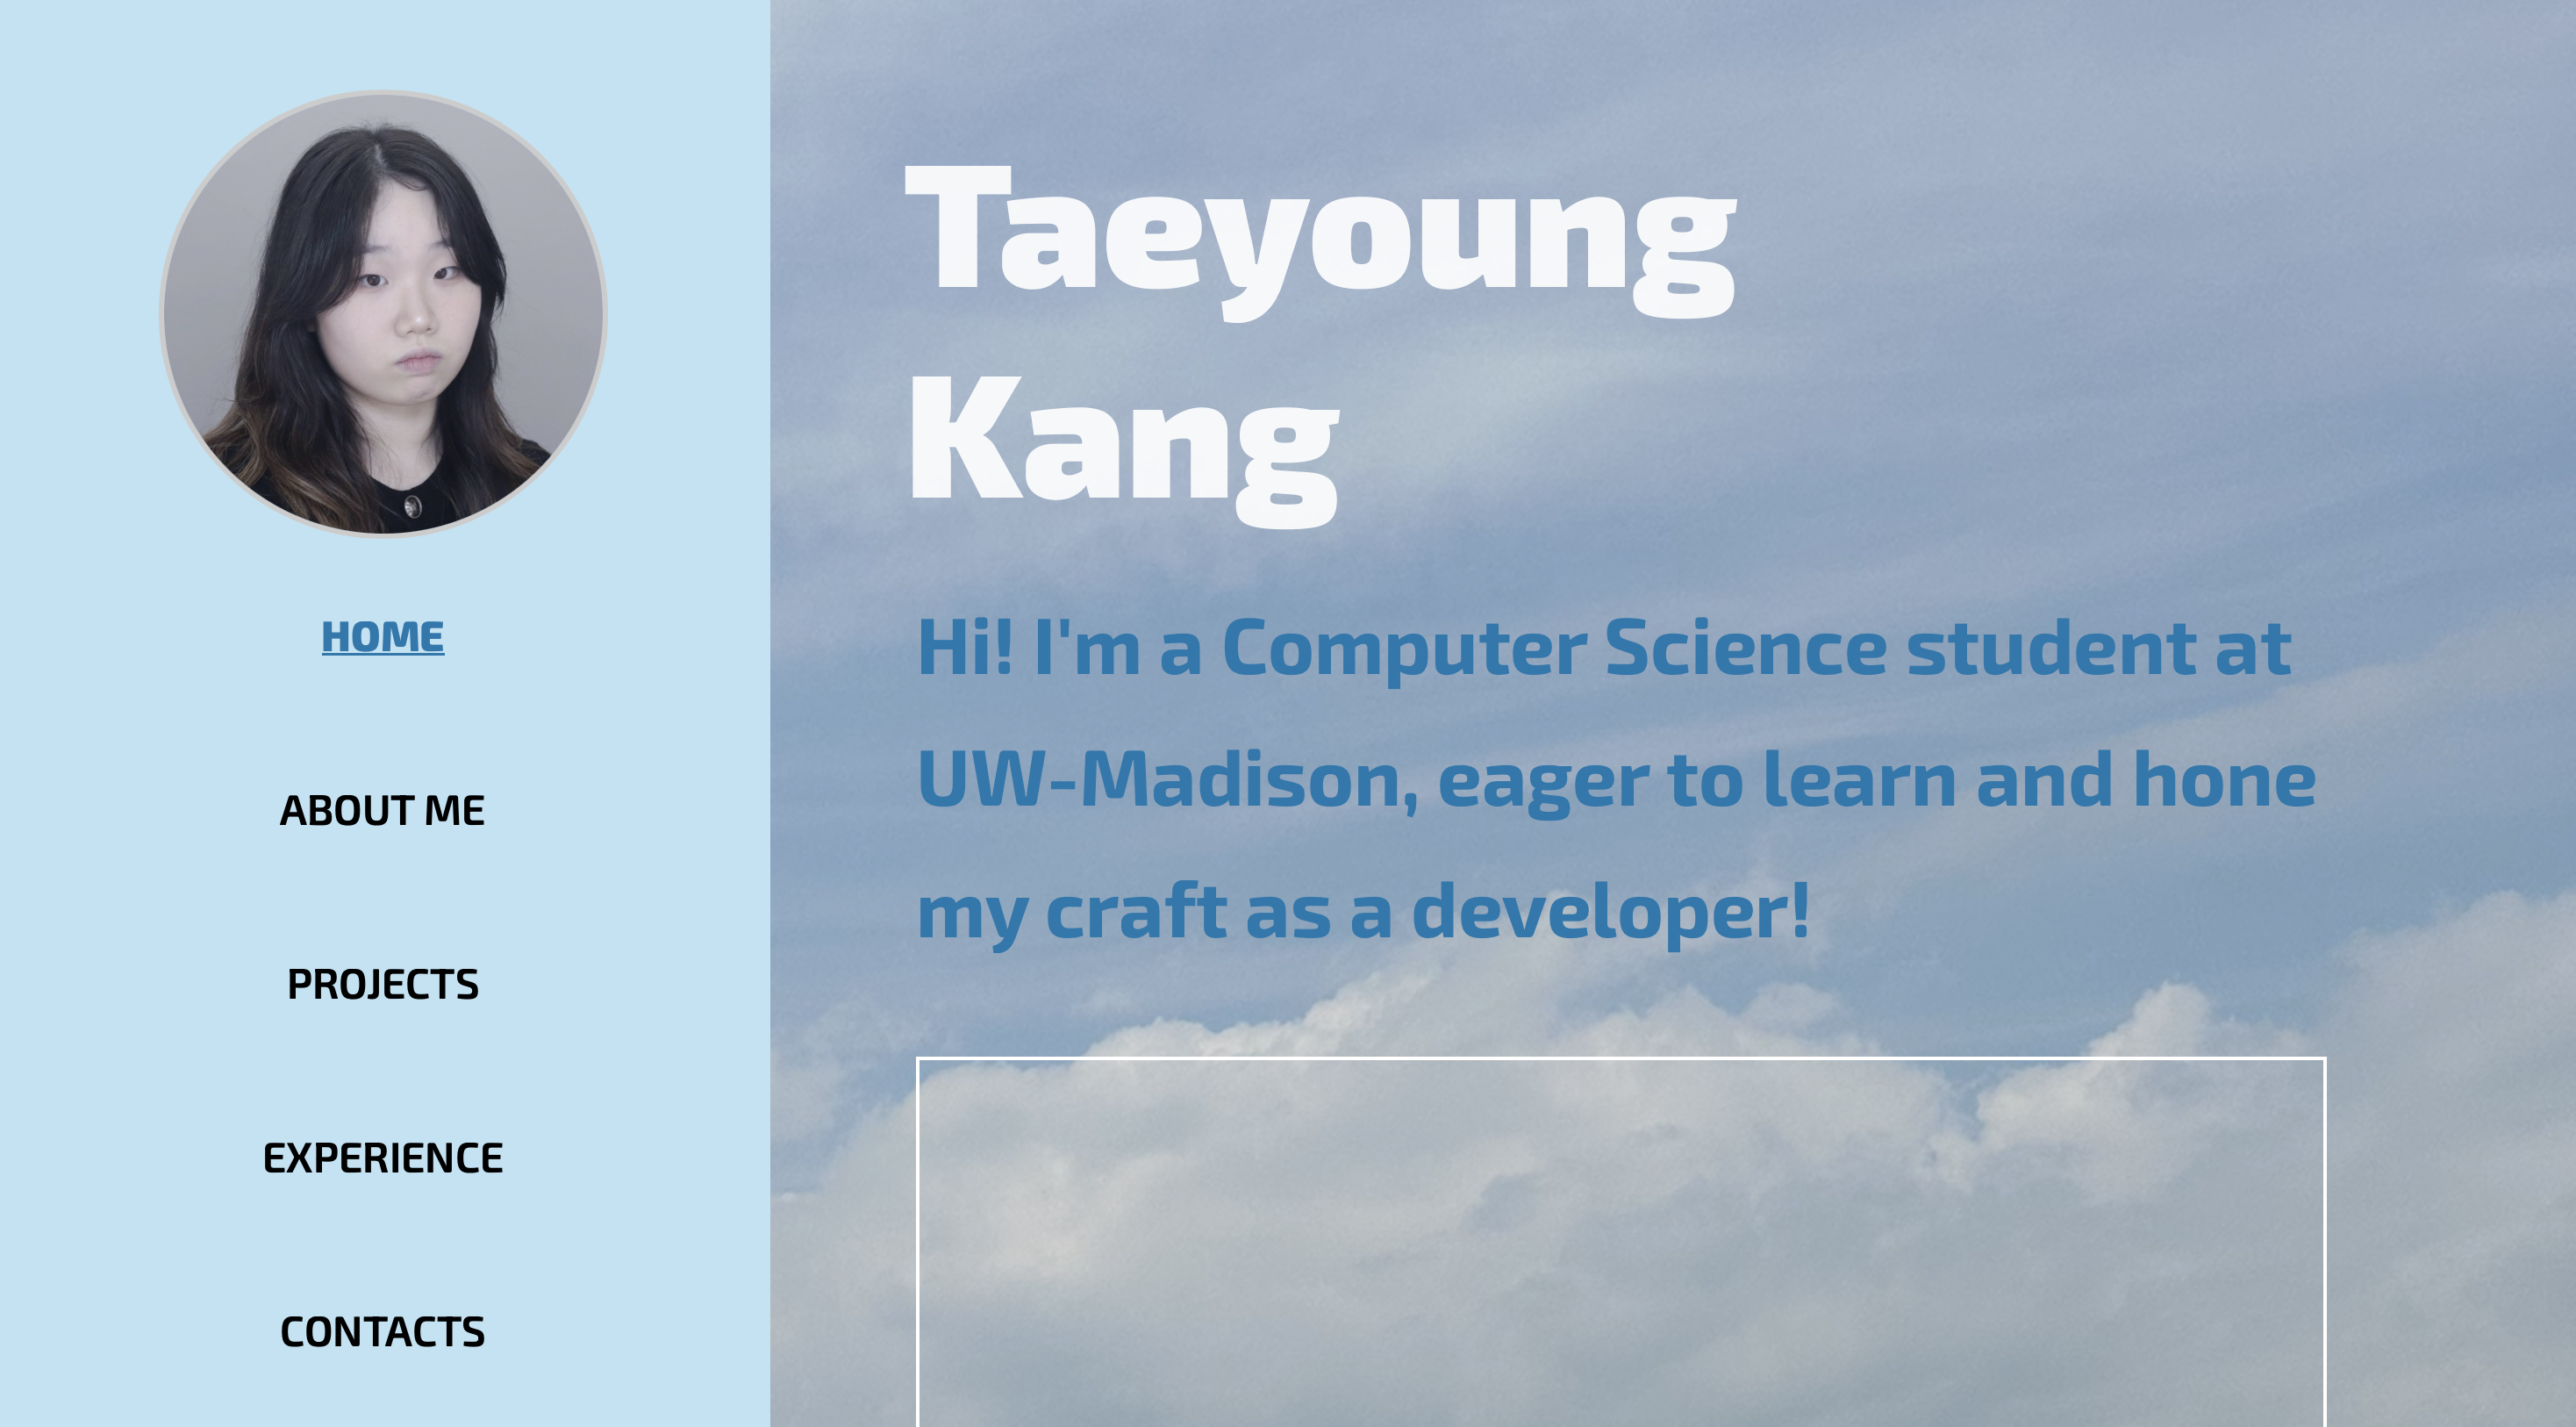 HOME
ABOUT ME
PROJECTS
EXPERIENCE
CONTACTS
Taeyoung
Kang
Hi! I'm a Computer Science student at
UW-Madison, eager to learn and hone
my craft as a developer!